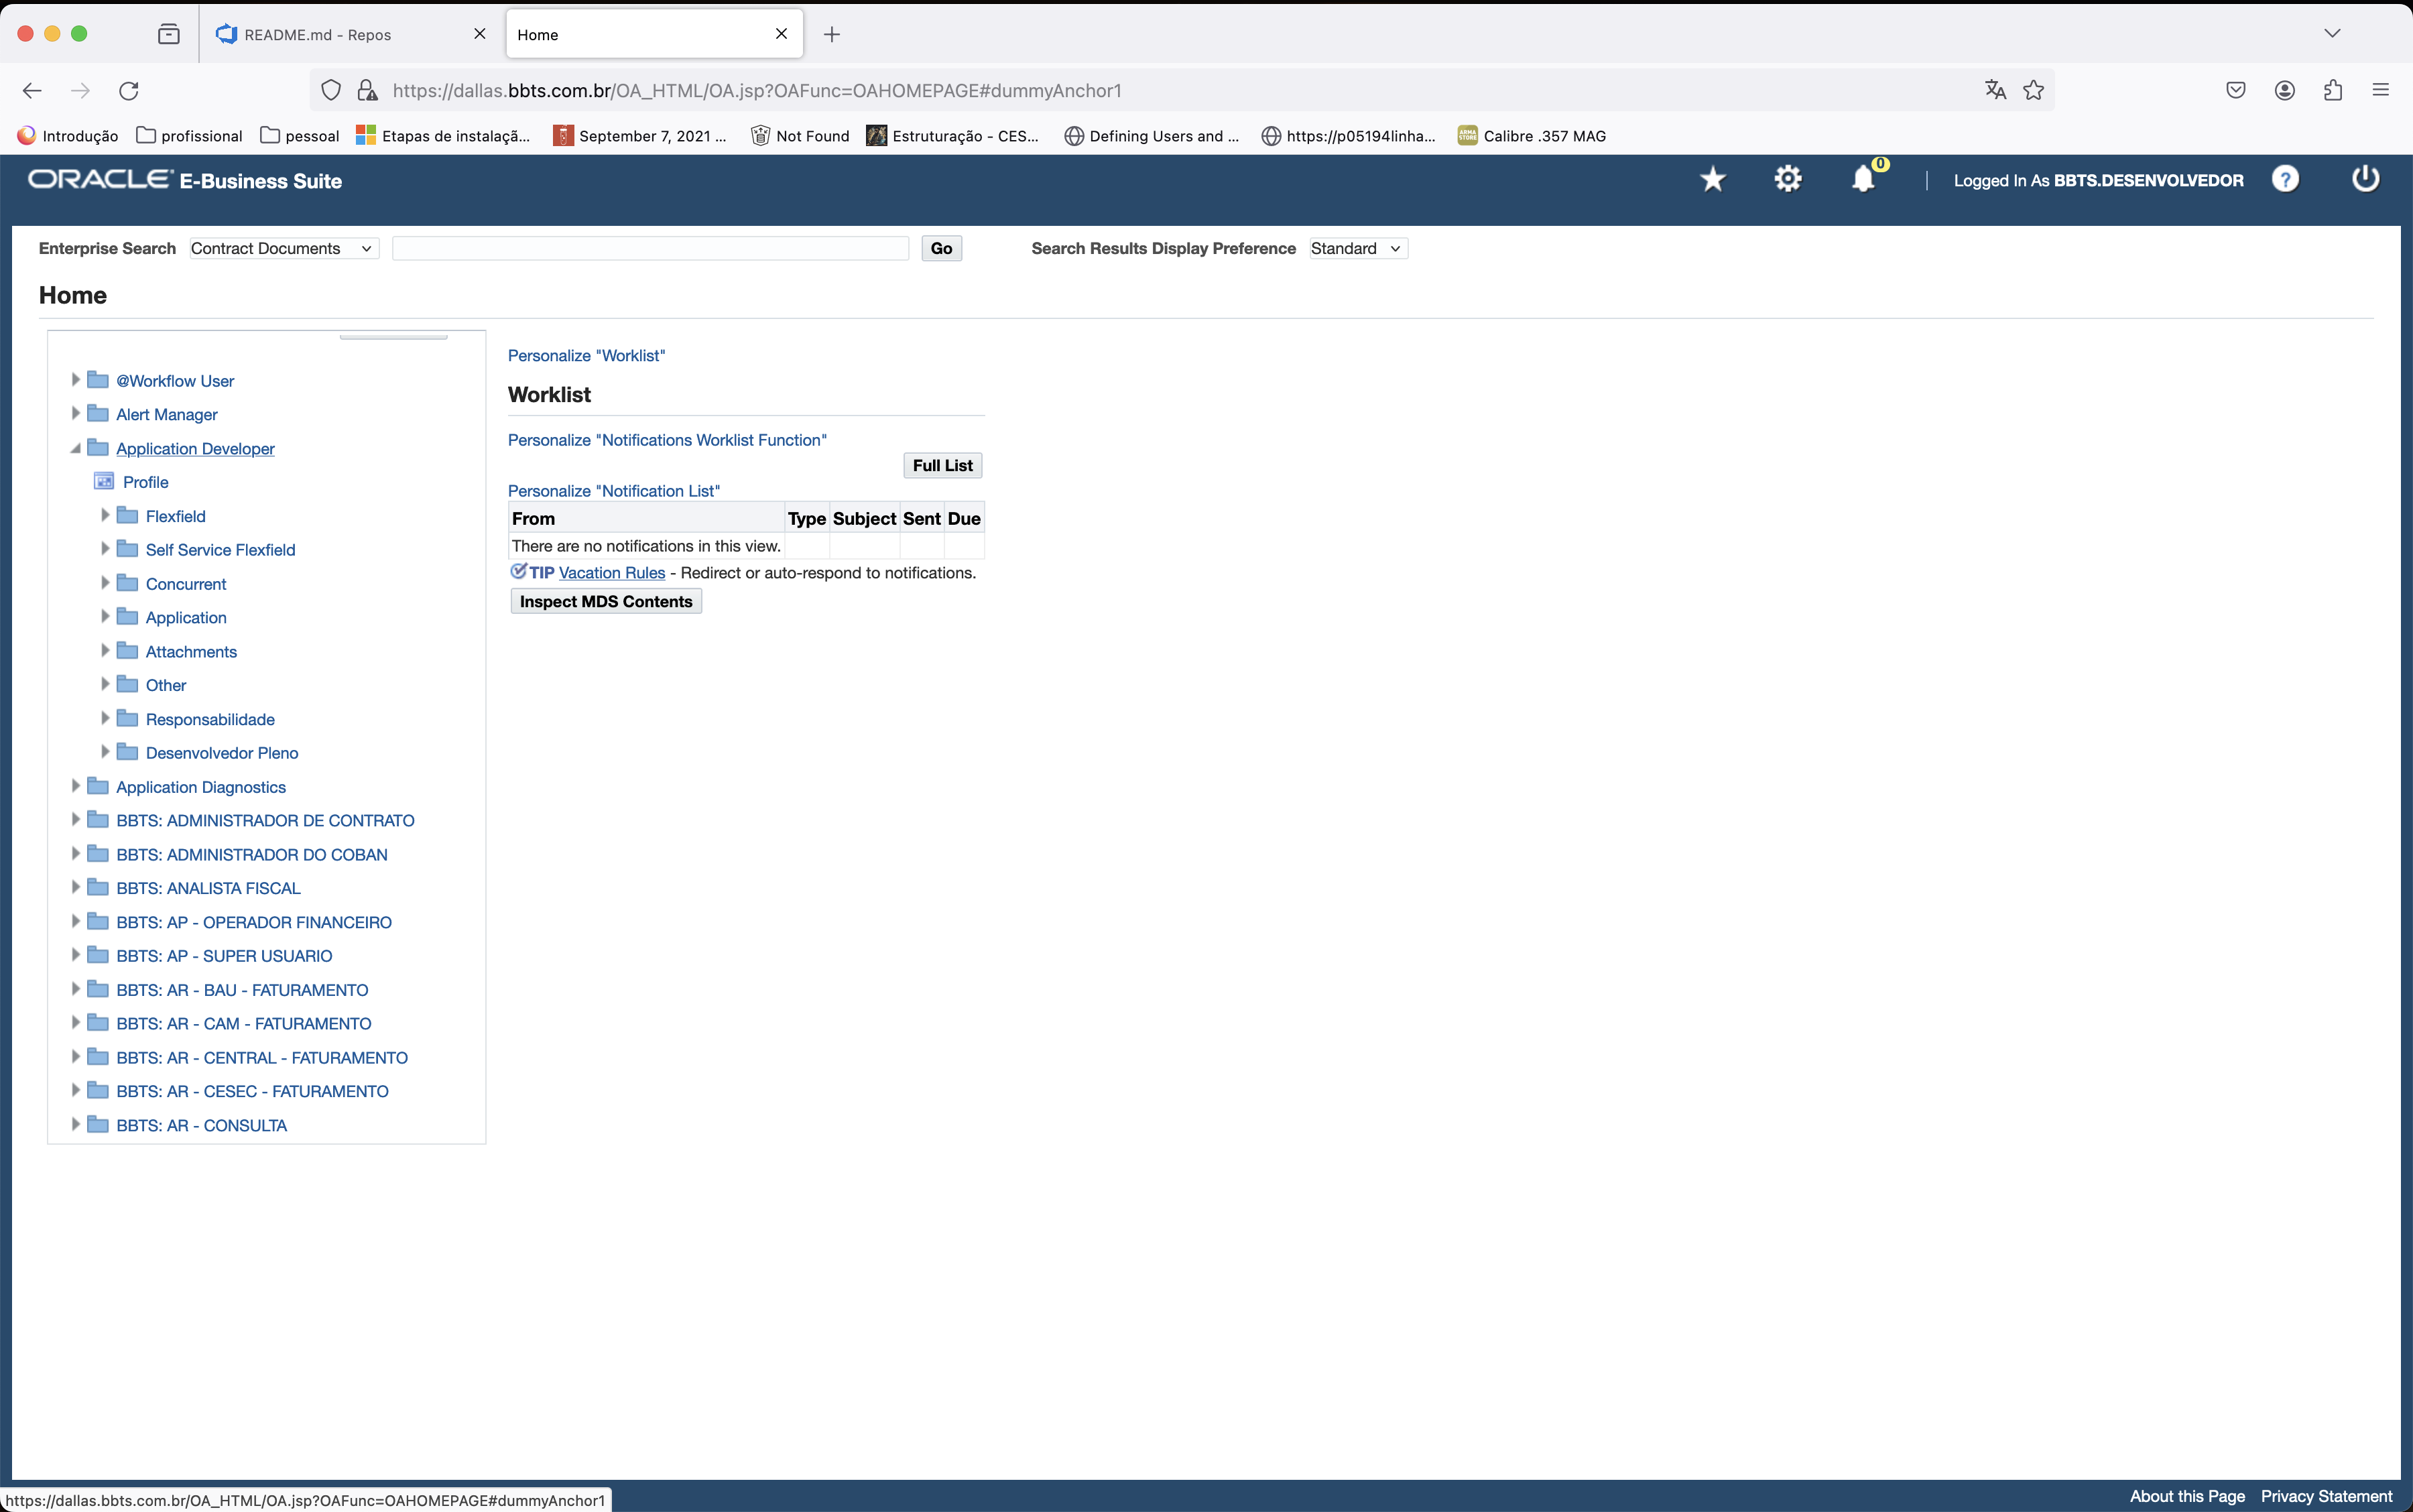 README.md - Repos
Home
https://dallas.bbts.com.br/OA_HTML/OA.jsp?OAFunc=OAHOMEPAGE#dummyAnchor1
Introdução
profissional
pessoal
Etapas de instalaçã...
September 7, 2021 ...
Not Found
Estruturação - CES...
Defining Users and ...
https://p05194linha...
ARMA STORE
Calibre .357 MAG
ORACLE E-Business Suite
0
Logged In As BBTS.DESENVOLVEDOR
?
Enterprise Search
Contract Documents
Go
Search Results Display Preference
Standard
Home
@Workflow User
Alert Manager
Application Developer
Profile
Flexfield
Self Service Flexfield
Concurrent
Application
Attachments
Other
Responsabilidade
Desenvolvedor Pleno
Application Diagnostics
BBTS: ADMINISTRADOR DE CONTRATO
BBTS: ADMINISTRADOR DO COBAN
BBTS: ANALISTA FISCAL
BBTS: AP - OPERADOR FINANCEIRO
BBTS: AP - SUPER USUARIO
BBTS: AR - BAU - FATURAMENTO
BBTS: AR - CAM - FATURAMENTO
BBTS: AR - CENTRAL - FATURAMENTO
BBTS: AR - CESEC - FATURAMENTO
BBTS: AR - CONSULTA
Personalize "Worklist"
Worklist
Personalize "Notifications Worklist Function"
Full List
Personalize "Notification List"
From Type Subject Sent Due
There are no notifications in this view.
TIP Vacation Rules - Redirect or auto-respond to notifications.
Inspect MDS Contents
https://dallas.bbts.com.br/OA_HTML/OA.jsp?OAFunc=OAHOMEPAGE#dummyAnchor1
About this Page Privacy Statement